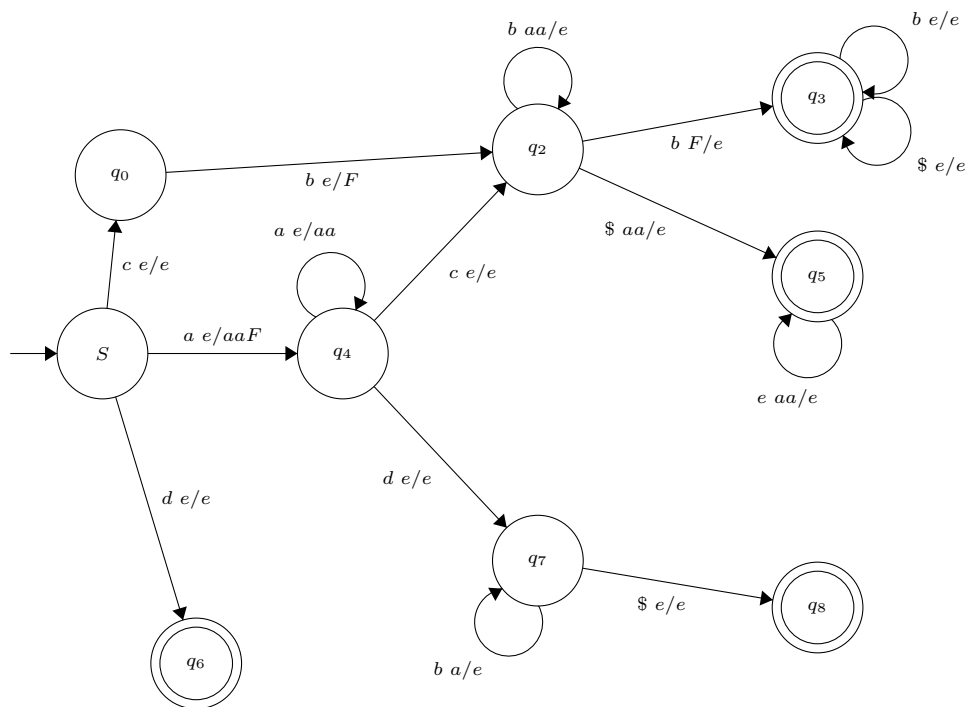 b e/e
b aa/e
q3
q2
b F/e
$ e/e
q0
b e/F
a e/aa
$ aa/e
c e/e
c e/e
q5
a e/aaF
S
q4
e aa/e
d e/e
d e/e
q7
$ e/e
q8
b a/e
q6